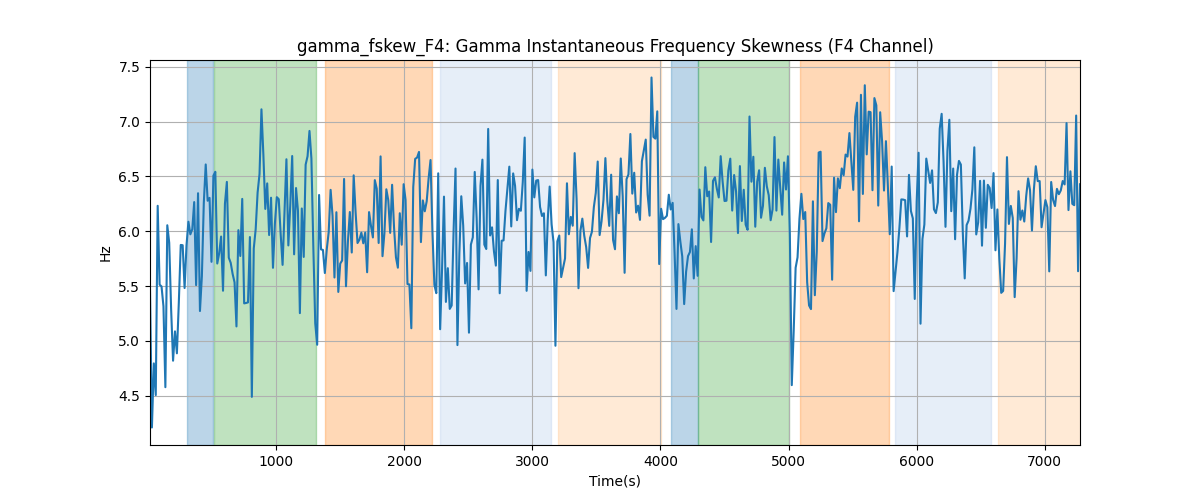 gamma_fskew_F4: Gamma Instantaneous Frequency Skewness (F4 Channel)
7.5
7.0
6.5
6.0
5.5
5.0
4.5
Hz
1000 2000 3000 4000 5000 6000 7000
Time(s)